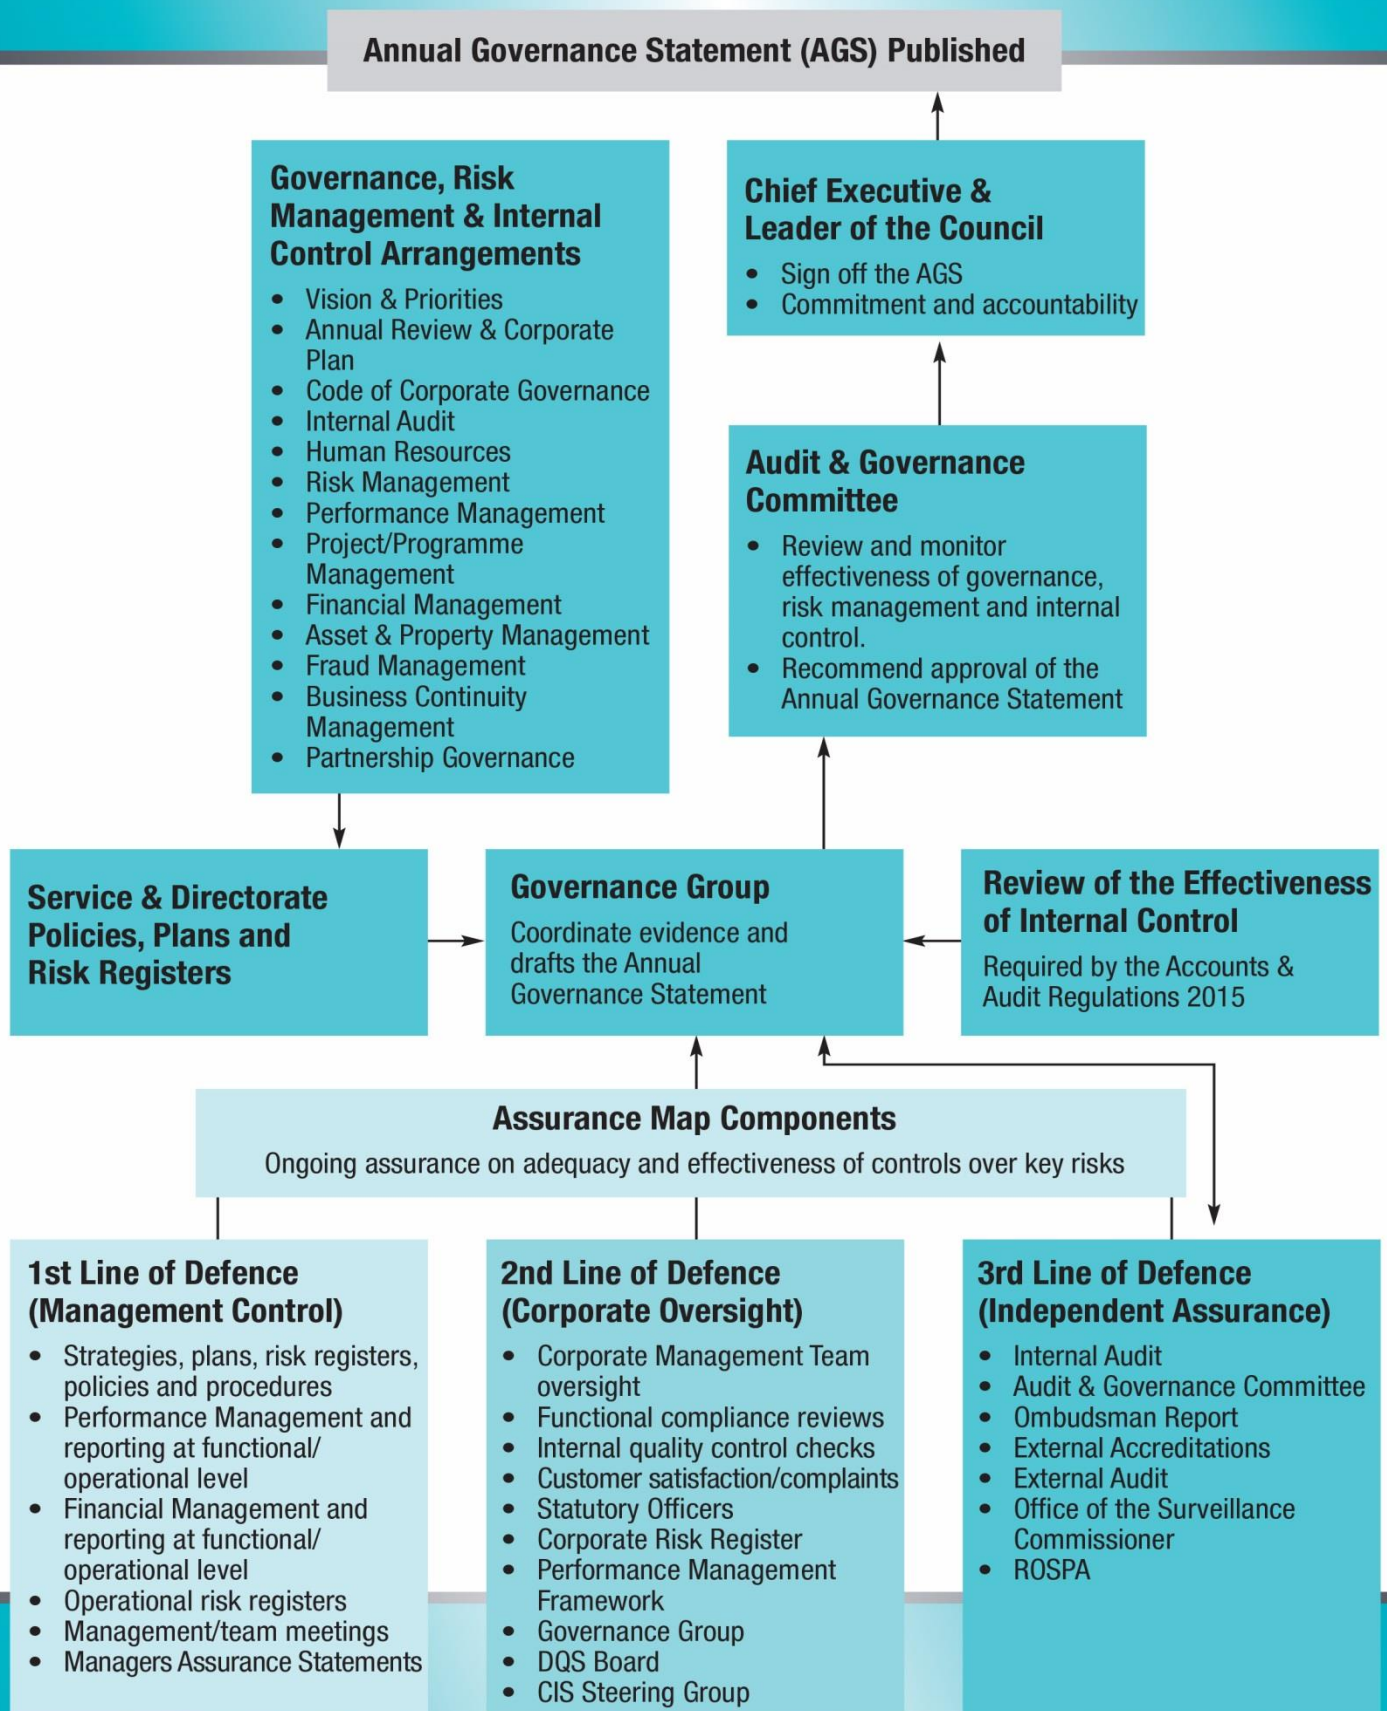 Annual Governance Statement (AGS) Published
Governance, Risk
Management & Internal
Control Arrangements
• Vision & Priorities
• Annual Review & Corporate
Plan
• Code of Corporate Governance
• Internal Audit
• Human Resources
• Risk Management
• Performance Management
• Project/Programme
Management
• Financial Management
• Asset & Property Management
• Fraud Management
• Business Continuity
Management
• Partnership Governance
Chief Executive &
Leader of the Council
• Sign off the AGS
• Commitment and accountability
Audit & Governance
Committee
• Review and monitor
effectiveness of governance,
risk management and internal
control.
• Recommend approval of the
Annual Governance Statement
Service & Directorate
Policies, Plans and
Risk Registers
Governance Group
Coordinate evidence and
drafts the Annual
Governance Statement
Review of the Effectiveness
of Internal Control
Required by the Accounts &
Audit Regulations 2015
Assurance Map Components
Ongoing assurance on adequacy and effectiveness of controls over key risks
1st Line of Defence
(Management Control)
• Strategies, plans, risk registers,
policies and procedures
• Performance Management and
reporting at functional/
operational level
• Financial Management and
reporting at functional/
operational level
• Operational risk registers
• Management/team meetings
• Managers Assurance Statements
2nd Line of Defence
(Corporate Oversight)
• Corporate Management Team
oversight
• Functional compliance reviews
• Internal quality control checks
• Customer satisfaction/complaints
• Statutory Officers
• Corporate Risk Register
• Performance Management
Framework
• Governance Group
• DQS Board
• CIS Steering Group
3rd Line of Defence
(Independent Assurance)
• Internal Audit
• Audit & Governance Committee
• Ombudsman Report
• External Accreditations
• External Audit
• Office of the Surveillance
Commissioner
• ROSPA